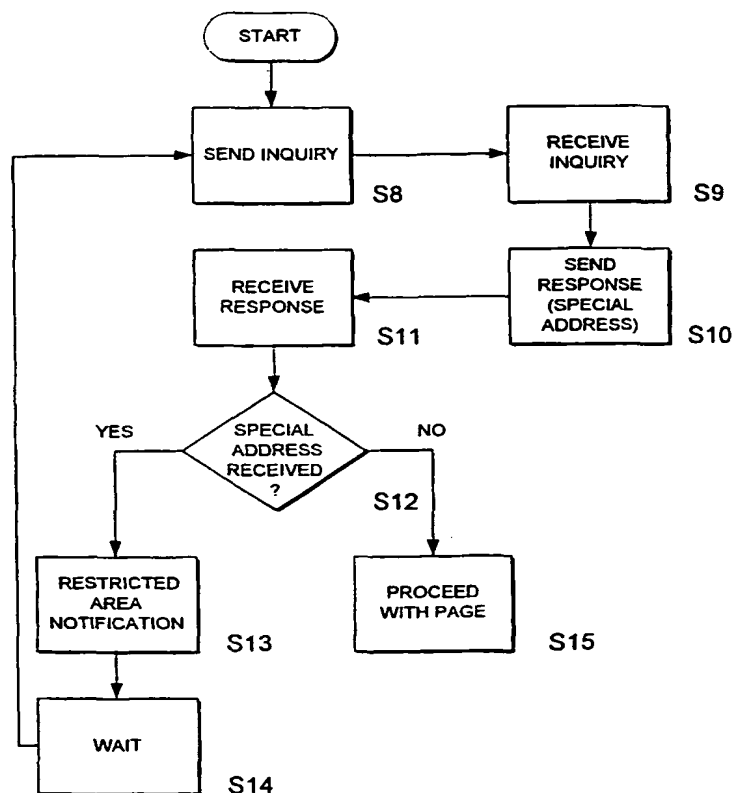 START
SEND INQUIRY
S8
RECEIVE
INQUIRY
S9
SEND
RESPONSE
(SPECIAL
ADDRESS)
S10
RECEIVE
RESPONSE
S11
YES
SPECIAL
ADDRESS
RECEIVED
?
NO
S12
RESTRICTED
AREA
NOTIFICATION
S13
PROCEED
WITH PAGE
S15
WAIT
S14